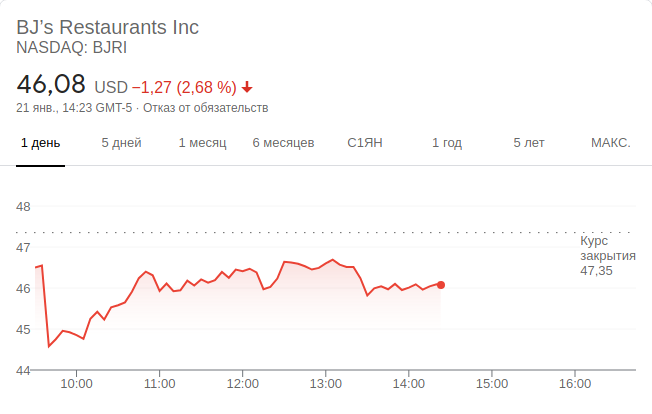 BJ’s Restaurants Inc
NASDAQ: BJRI
46,08 USD −1,27 (2,68 %)
21 янв., 14:23 GMT-5 · Отказ от обязательств
1 день 5 дней 1 месяц 6 месяцев С1ЯН 1 год 5 лет МАКС.
48
47
46
45
44
Курс
закрытия
47,35
10:00 11:00 12:00 13:00 14:00 15:00 16:00